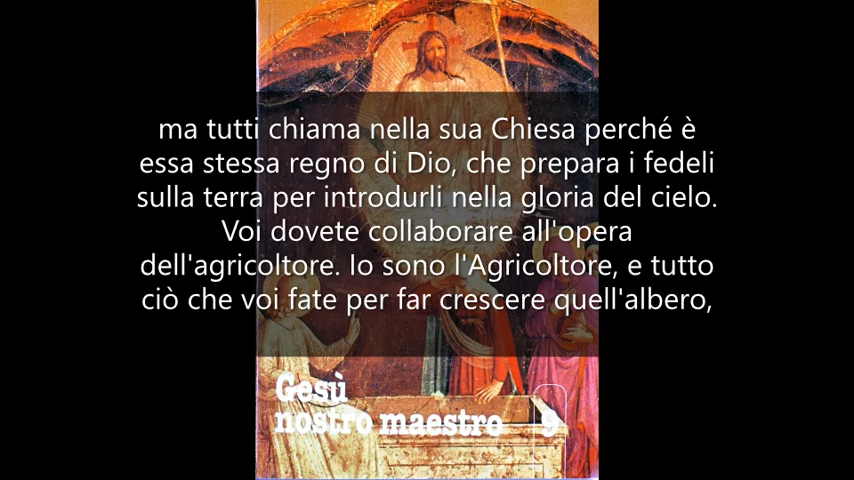 ma tutti chiama nella sua Chiesa perché è
essa stessa regno di Dio, che prepara i fedeli
sulla terra per introdurli nella gloria del cielo.
Voi dovete collaborare all'opera
dell'agricoltore. Io sono l'Agricoltore, e tutto
ciò che voi fate per far crescere quell'albero,
Gesù
nostro maestro 9